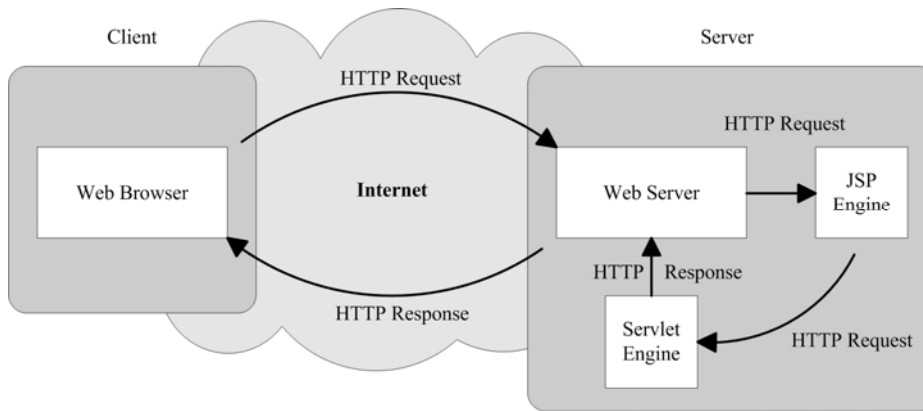 Client
Server
HTTP Request
HTTP Request
Web Browser
Internet
Web Server
JSP
Engine
HTTP Response
HTTP Response
Servlet
Engine
HTTP Request